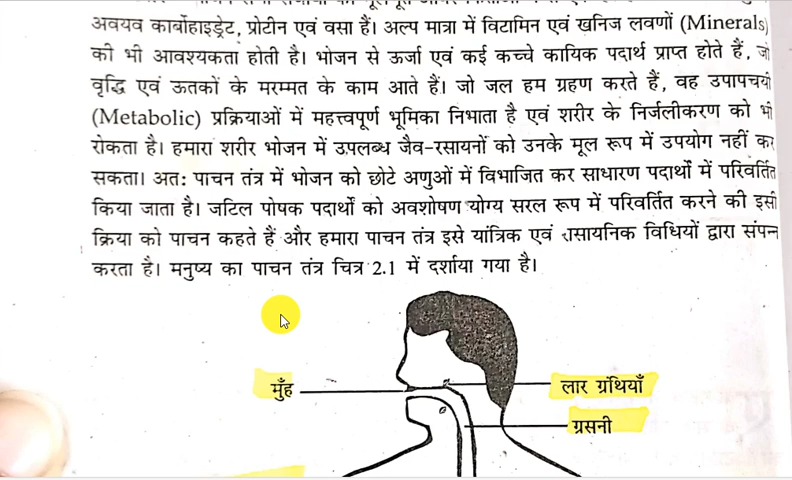 अवयव कार्बोहाइड्रेट, प्रोटीन एवं वसा हैं। अल्प मात्रा में विटामिन एवं खनिज लवणों (Minerals)
की भी आवश्यकता होती है। भोजन से ऊर्जा एवं कई कच्चे कायिक पदार्थ प्राप्त होते हैं, जो
वृद्धि एवं ऊतकों के मरम्मत के काम आते हैं। जो जल हम ग्रहण करते हैं, वह उपापचयी
(Metabolic) प्रक्रियाओं में महत्त्वपूर्ण भूमिका निभाता है एवं शरीर के निर्जलीकरण को भी
रोकता है। हमारा शरीर भोजन में उपलब्ध जैव-रसायनों को उनके मूल रूप में उपयोग नहीं कर
सकता। अतः पाचन तंत्र में भोजन को छोटे अणुओं में विभाजित कर साधारण पदार्थों में परिवर्तित
किया जाता है। जटिल पोषक पदार्थों को अवशोषण योग्य सरल रूप में परिवर्तित करने की इसी
क्रिया को पाचन कहते हैं और हमारा पाचन तंत्र इसे यांत्रिक एवं रासायनिक विधियों द्वारा संपन्न
करता है। मनुष्य का पाचन तंत्र चित्र 2.1 में दर्शाया गया है।
मुँह
लार ग्रंथियाँ
ग्रसनी